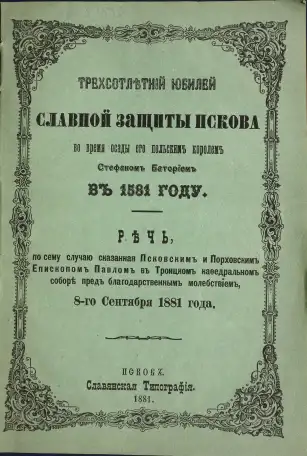 ТРЕХСОТЛѢТНІЙ ЮБИЛЕЙ
СЛАВНОЙ ЗАЩИТЫ ПСКОВА
во время осады его польскимъ королемъ
Стефаномъ Баторіемъ
ВЪ 1581 ГОДУ.
РѢЧЬ,
по сему случаю сказанная Псковскимъ и Порховскимъ
Епископомъ Павломъ въ Троицкомъ каѳедральномъ
соборѣ предъ благодарственнымъ молебствіемъ,
8-го Сентября 1881 года.
ПСКОВЪ.
Славянская Типографія.
1881.